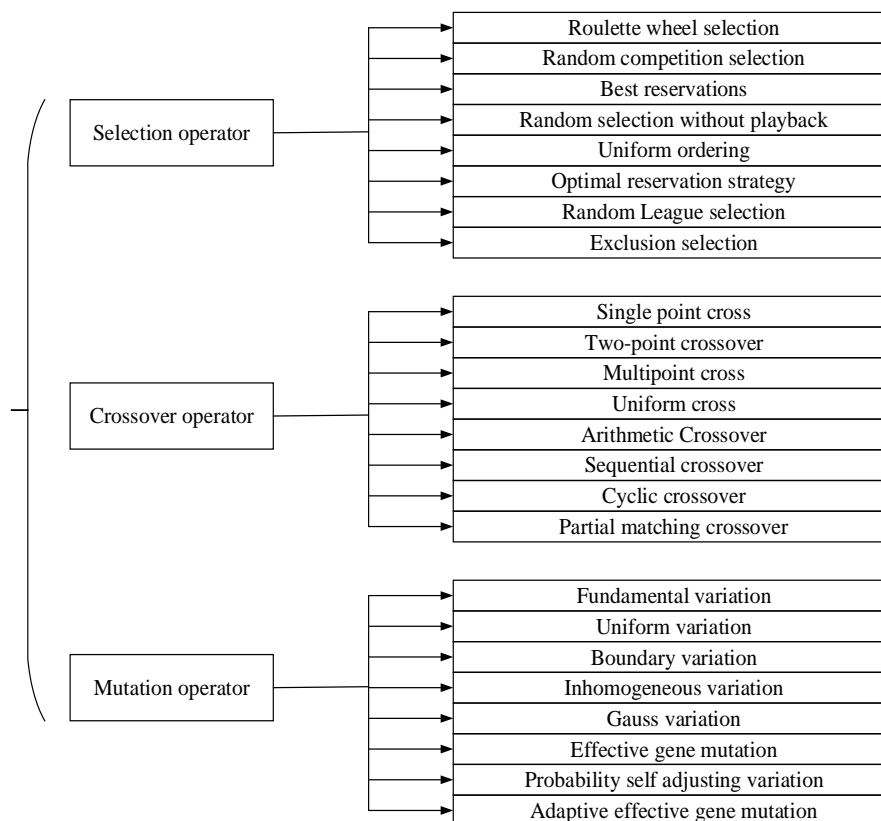 Selection operator
Roulette wheel selection
Random competition selection
Best reservations
Random selection without playback
Uniform ordering
Optimal reservation strategy
Random League selection
Exclusion selection
Crossover operator
Single point cross
Two-point crossover
Multipoint cross
Uniform cross
Arithmetic Crossover
Sequential crossover
Cyclic crossover
Partial matching crossover
Mutation operator
Fundamental variation
Uniform variation
Boundary variation
Inhomogeneous variation
Gauss variation
Effective gene mutation
Probability self adjusting variation
Adaptive effective gene mutation